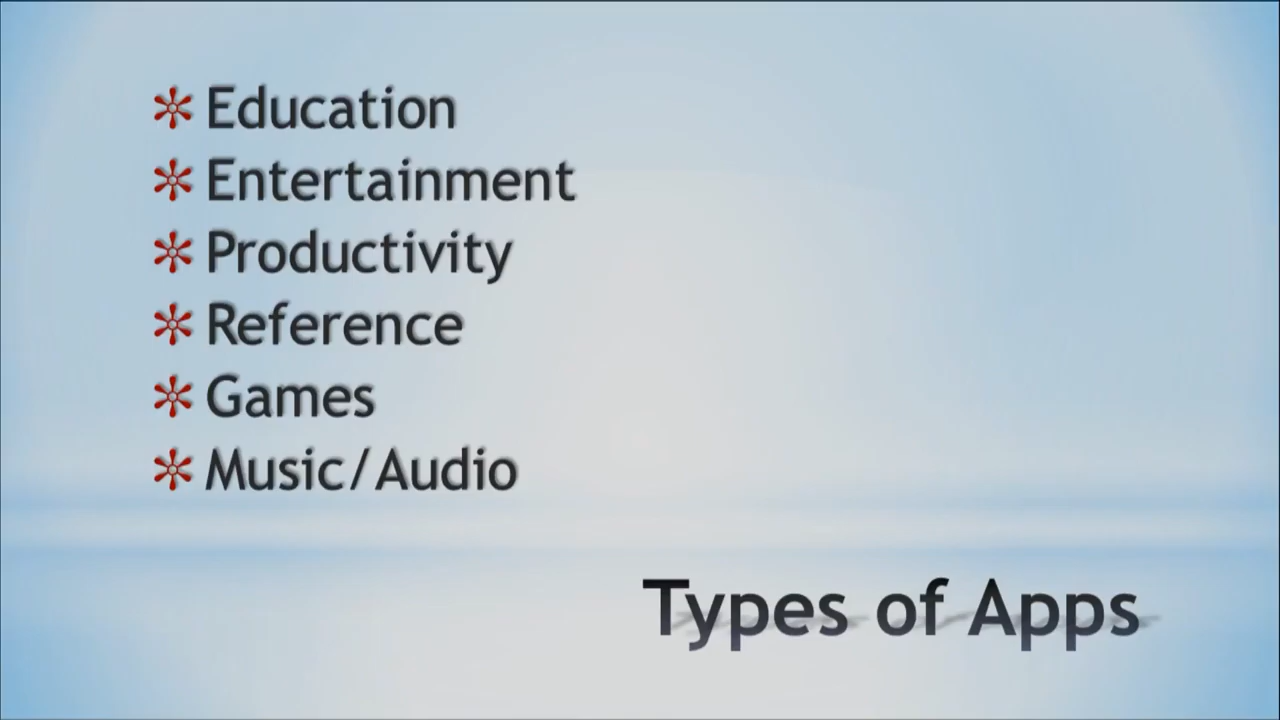 Education
Entertainment
Productivity
Reference
Games
Music/Audio
Types of Apps